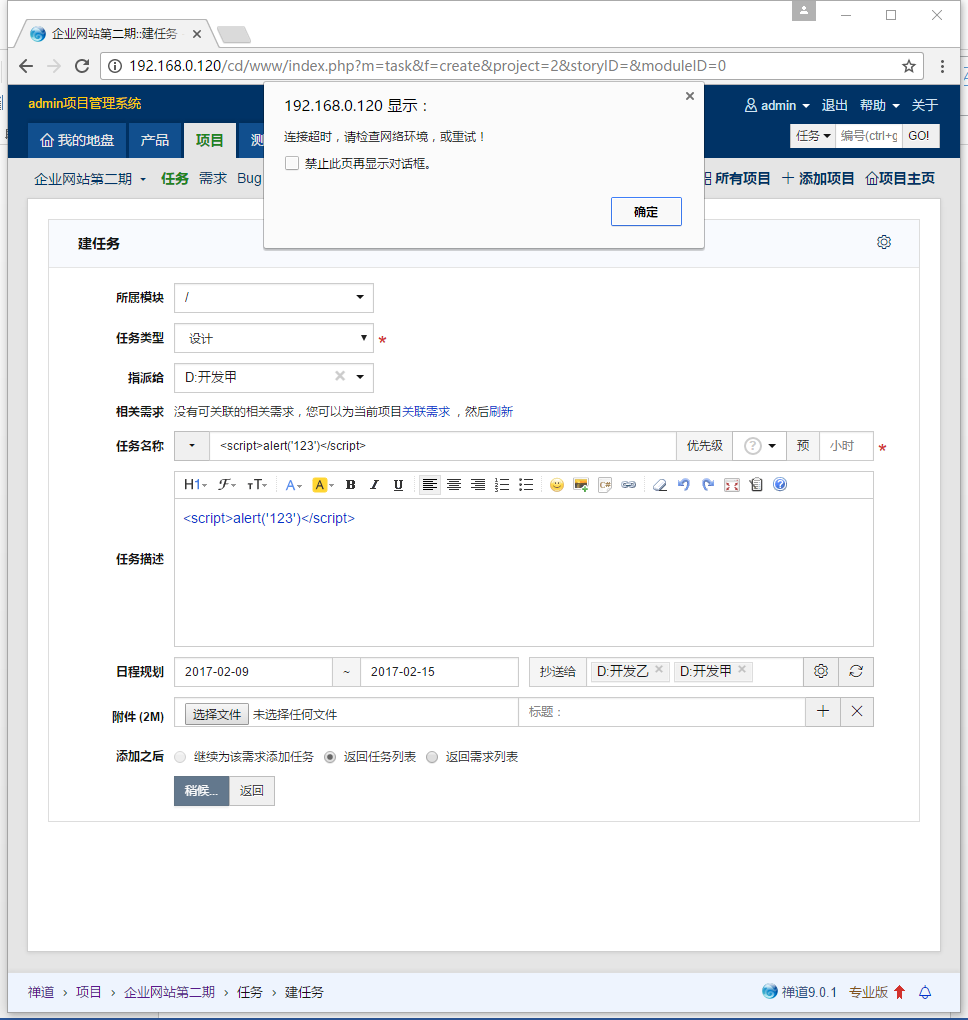 企业网站第二期::建任务
192.168.0.120/cd/www/index.php?m=task&f=create&project=2&storyID=&moduleID=0
admin项目管理系统
admin 退出 帮助 关于
我的地盘 产品 项目 测
任务 编号(ctrl+g GO!
192.168.0.120 显示：
连接超时，请检查网络环境，或重试！
禁止此页再显示对话框。
确定
企业网站第二期 任务 需求 Bug
所有项目 添加项目 项目主页
建任务
所属模块 /
任务类型 设计 *
指派给 D:开发甲
相关需求 没有可关联的相关需求，您可以为当前项目关联需求 ，然后刷新
任务名称 <script>alert('123')</script> 优先级 ? 预 小时 *
H1 F TT A A B I U C#
任务描述 <script>alert('123')</script>
日程规划 2017-02-09 ~ 2017-02-15 抄送给 D:开发乙 D:开发甲
附件 (2M) 选择文件 未选择任何文件 标题：
添加之后 继续为该需求添加任务 返回任务列表 返回需求列表
稍候... 返回
禅道 › 项目 › 企业网站第二期 › 任务 › 建任务
禅道9.0.1 专业版